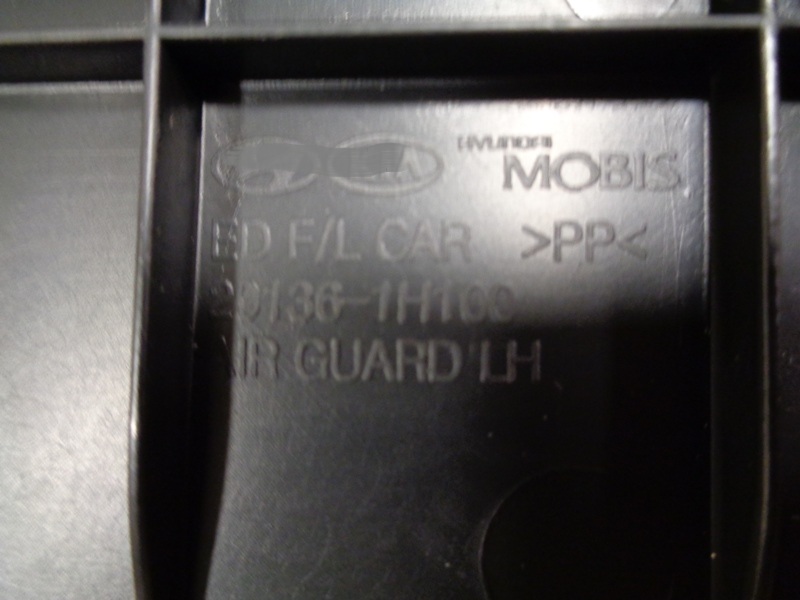 HYUNDAI
MOBIS
ED F/L CAR >PP<
29136-1H100
AIR GUARD LH